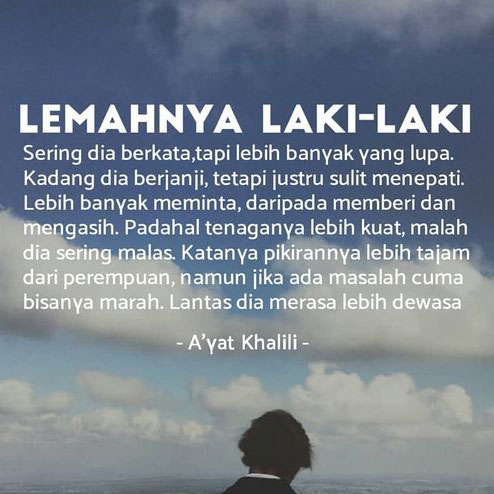 LEMAHNYA LAKI-LAKI
Sering dia berkata,tapi lebih banyak yang lupa.
Kadang dia berjanji, tetapi justru sulit menepati.
Lebih banyak meminta, daripada memberi dan
mengasih. Padahal tenaganya lebih kuat, malah
dia sering malas. Katanya pikirannya lebih tajam
dari perempuan, namun jika ada masalah cuma
bisanya marah. Lantas dia merasa lebih dewasa
- A'yat Khalili -